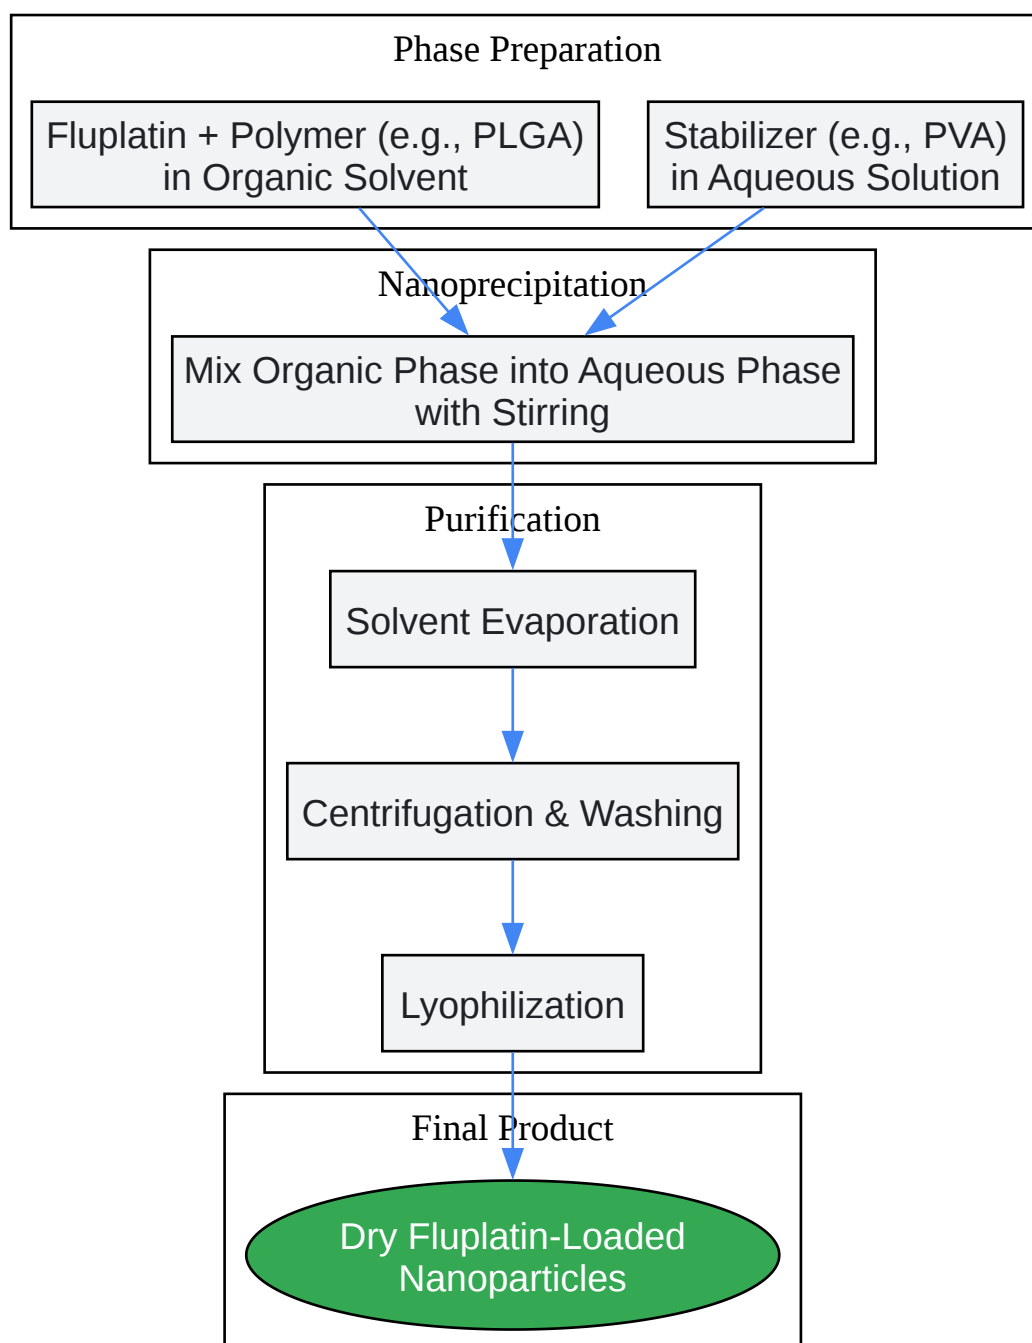 Phase Preparation
Fluplatin + Polymer (e.g., PLGA)
in Organic Solvent
Stabilizer (e.g., PVA)
in Aqueous Solution
Nanoprecipitation
Mix Organic Phase into Aqueous Phase
with Stirring
Purification
Solvent Evaporation
Centrifugation & Washing
Lyophilization
Final Product
Dry Fluplatin-Loaded
Nanoparticles